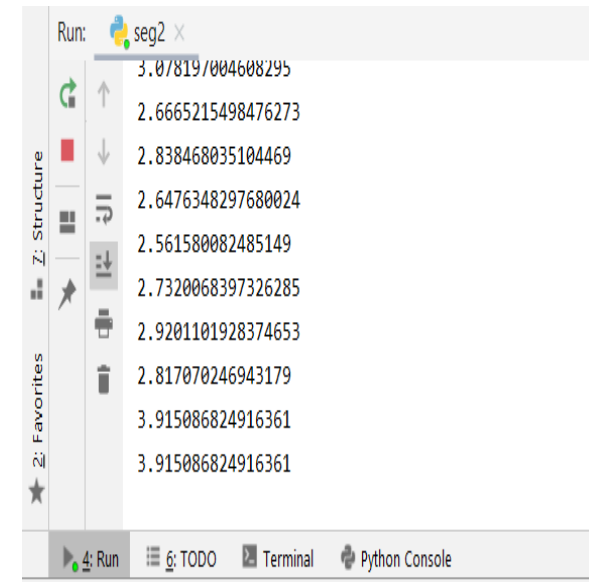 Run: seg2
3.078197004608295
2.6665215498476273
2.838468035104469
2.6476348297680024
2.561580082485149
2.7320068397326285
2.9201101928374653
2.817070246943179
3.915086824916361
3.915086824916361
7: Structure
2: Favorites
4: Run 6: TODO Terminal Python Console